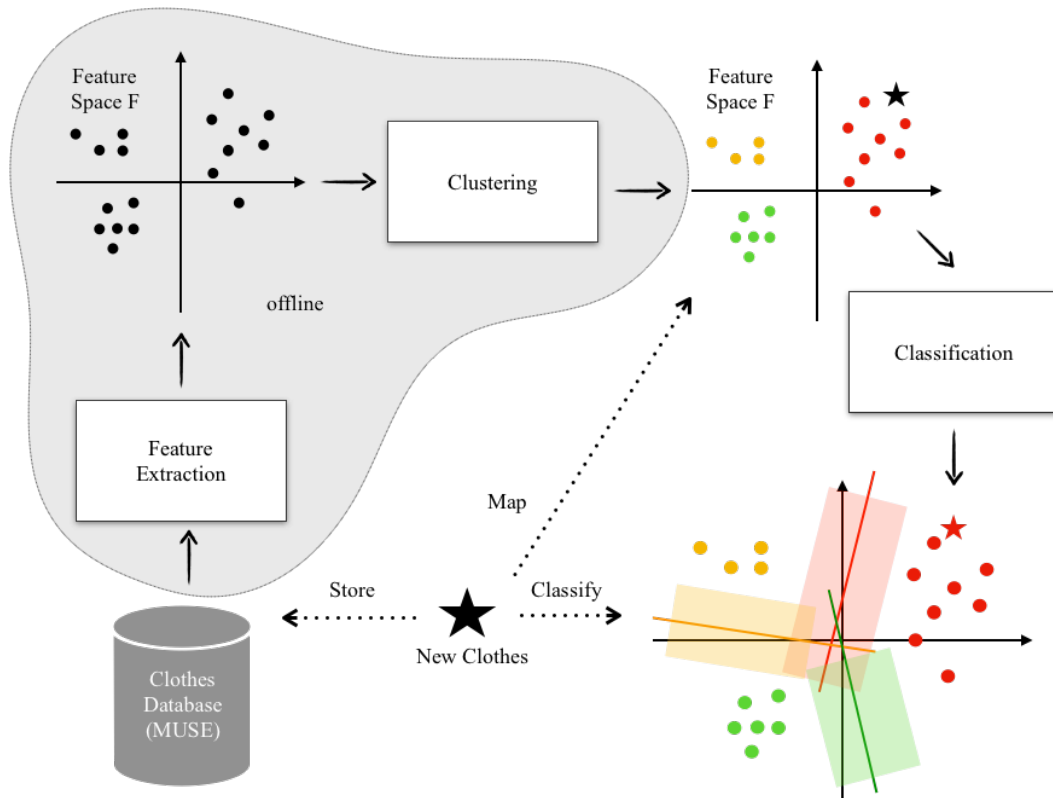 Feature
Space F
Clustering
offline
Feature
Extraction
Feature
Space F
Classification
Map
Store
Classify
New Clothes
Clothes
Database
(MUSE)